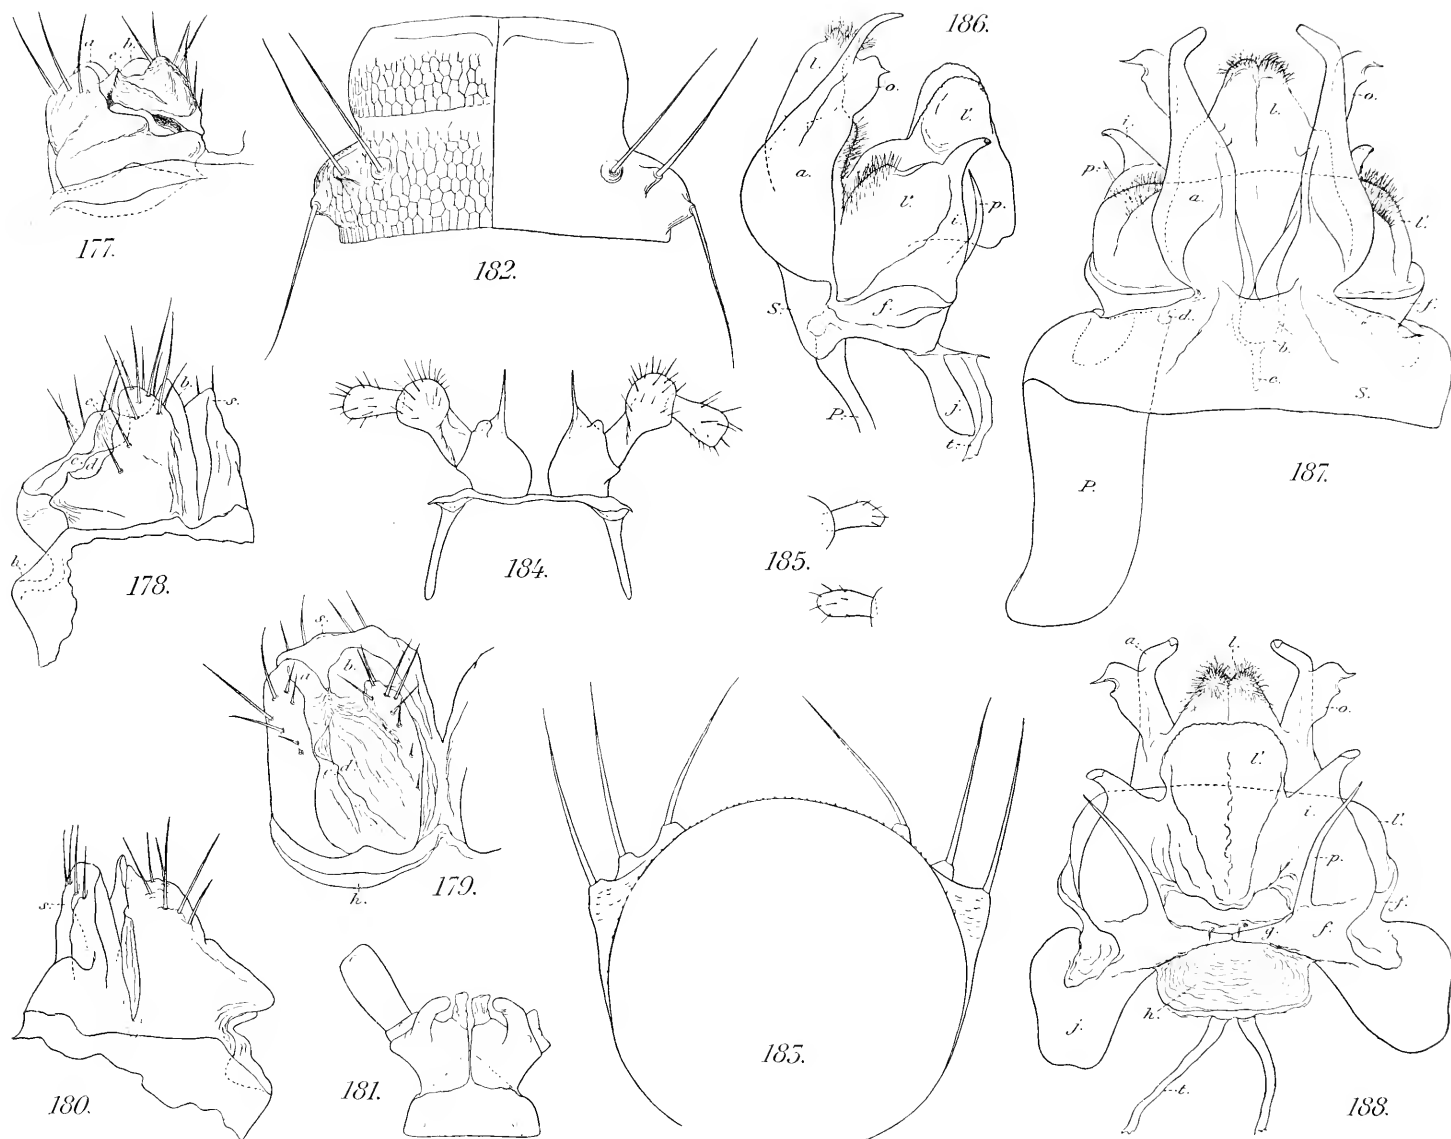 a. b.
c.
177.
182.
186.
l.
o.
l'.
a.
l'.
i.
p.
S.
f.
P.
j.
t.
l.
o.
i.
p.
a.
l'.
f.
d.
b.
c.
S.
187.
P.
c. b. s.
c. d
h.
178.
184.
185.
s.
d b.
c. d.
h.
179.
183.
s.
180.
181.
a. l.
o.
l'.
i.
l'.
p.
f.
g. f.
j.
h.
t.
188.